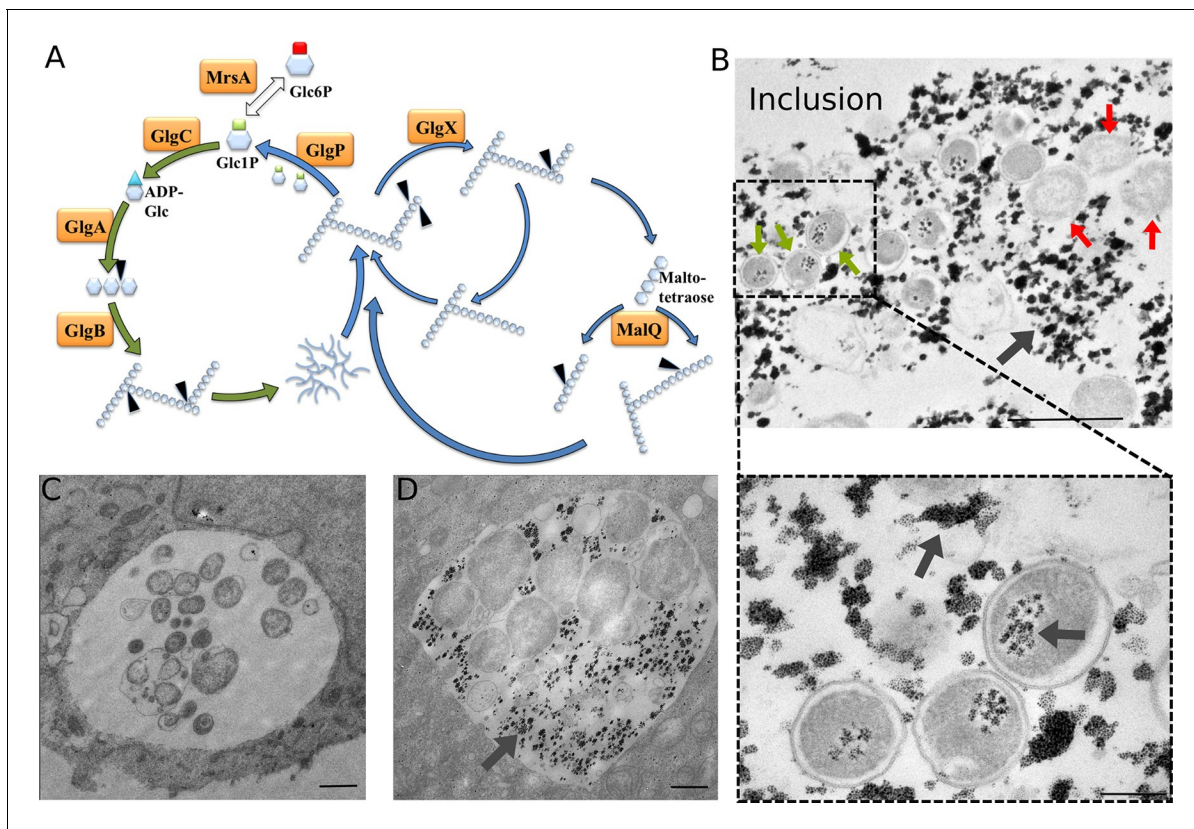 A
MrsA
Glc6P
GlgC
Glc1P
GlgP
GlgX
ADP-
Glc
GlgA
GlgB
Malto-
tetraose
MalQ
B
Inclusion
C
D